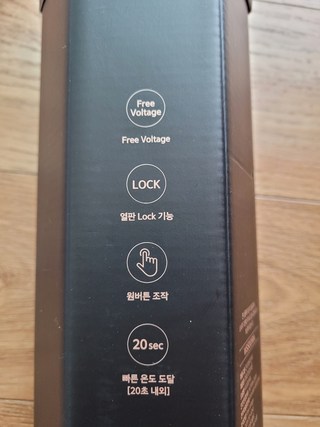 Free
Voltage
Free Voltage
LOCK
열판 Lock 기능
원버튼 조작
20 sec
빠른 온도 도달
[20초 내외]